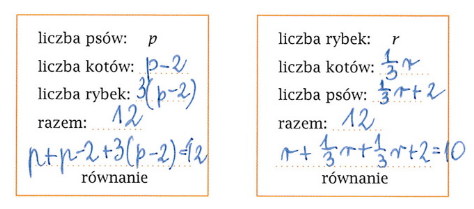 liczba psów: p
liczba kotów: p-2
liczba rybek: 3(p-2)
razem: 12
p+p-2+3(p-2)=12
równanie
liczba rybek: r
liczba kotów: 1/3 r
liczba psów: 1/3 r+2
razem: 12
r+1/3 r+1/3 r+2=10
równanie